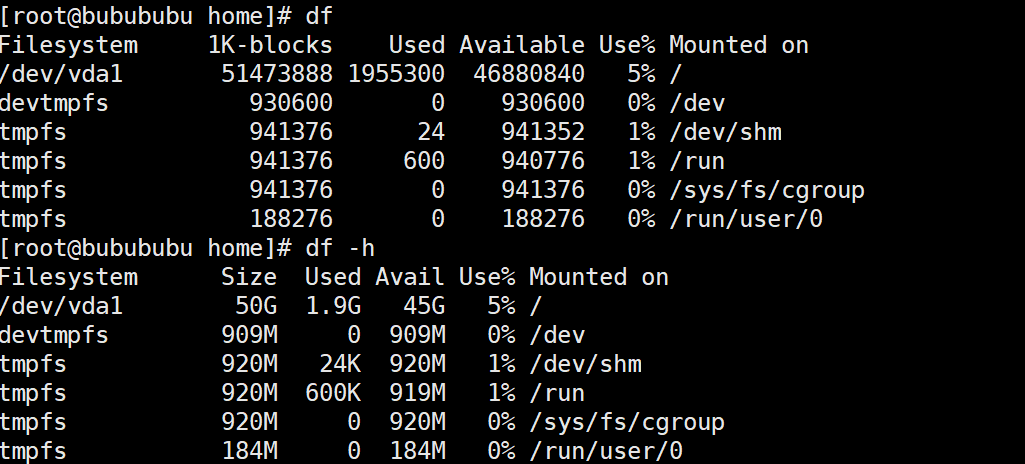 [root@bubububu home]# df
Filesystem     1K-blocks    Used Available Use% Mounted on
/dev/vda1       51473888 1955300  46880840   5% /
devtmpfs          930600       0    930600   0% /dev
tmpfs             941376      24    941352   1% /dev/shm
tmpfs             941376     600    940776   1% /run
tmpfs             941376       0    941376   0% /sys/fs/cgroup
tmpfs             188276       0    188276   0% /run/user/0
[root@bubububu home]# df -h
Filesystem      Size  Used Avail Use% Mounted on
/dev/vda1        50G  1.9G   45G   5% /
devtmpfs        909M     0  909M   0% /dev
tmpfs           920M   24K  920M   1% /dev/shm
tmpfs           920M  600K  919M   1% /run
tmpfs           920M     0  920M   0% /sys/fs/cgroup
tmpfs           184M     0  184M   0% /run/user/0